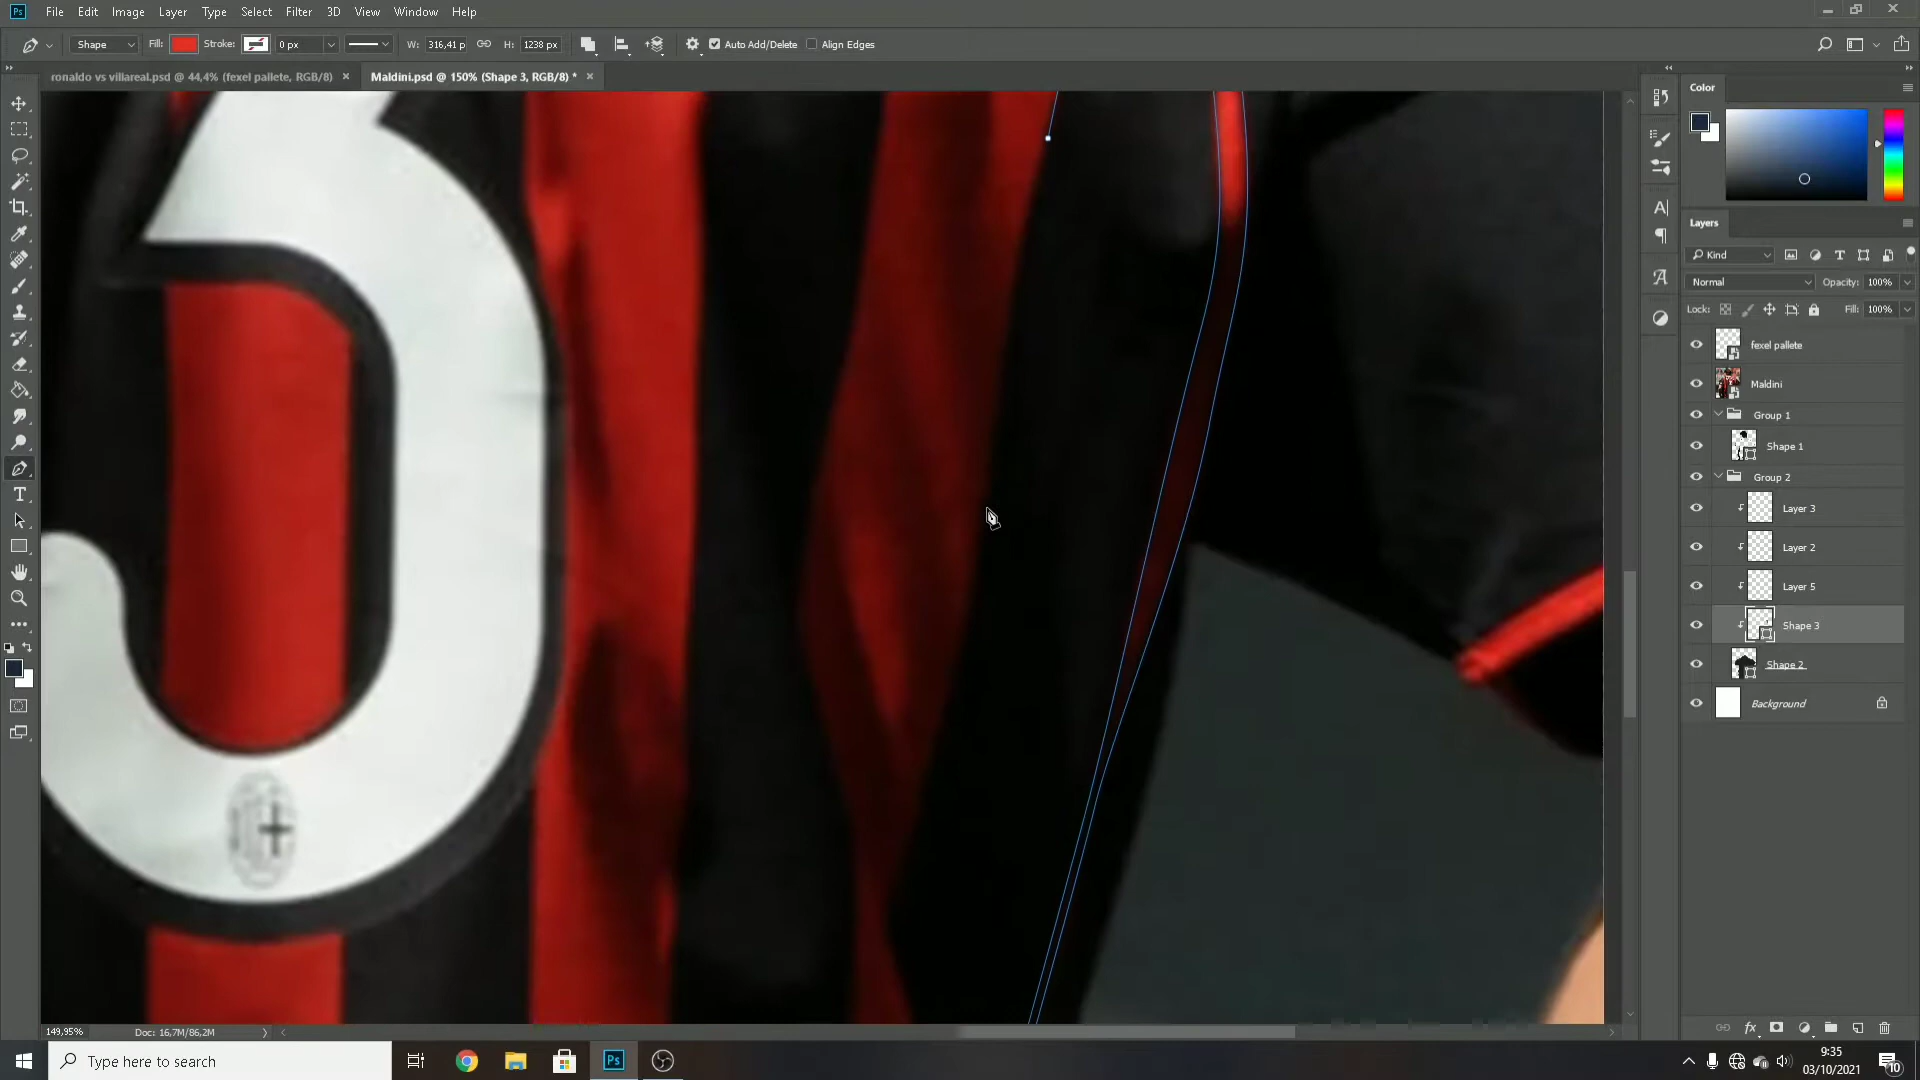 Ps File Edit Image Layer Type Select Filter 3D View Window Help
Shape Fill: Stroke: 0 px W: 316,41 p H: 1238 px Auto Add/Delete Align Edges
ronaldo vs villareal.psd @ 44,4% (fexel pallete, RGB/8) × Maldini.psd @ 150% (Shape 3, RGB/8) * ×
Color
Layers
Kind
Normal Opacity: 100%
Lock: Fill: 100%
fexel pallete
Maldini
Group 1
Shape 1
Group 2
Layer 3
Layer 2
Layer 5
Shape 3
Shape 2
Background
149,95% Doc: 16,7M/86,2M
Type here to search
Ps
9:35
03/10/2021
10